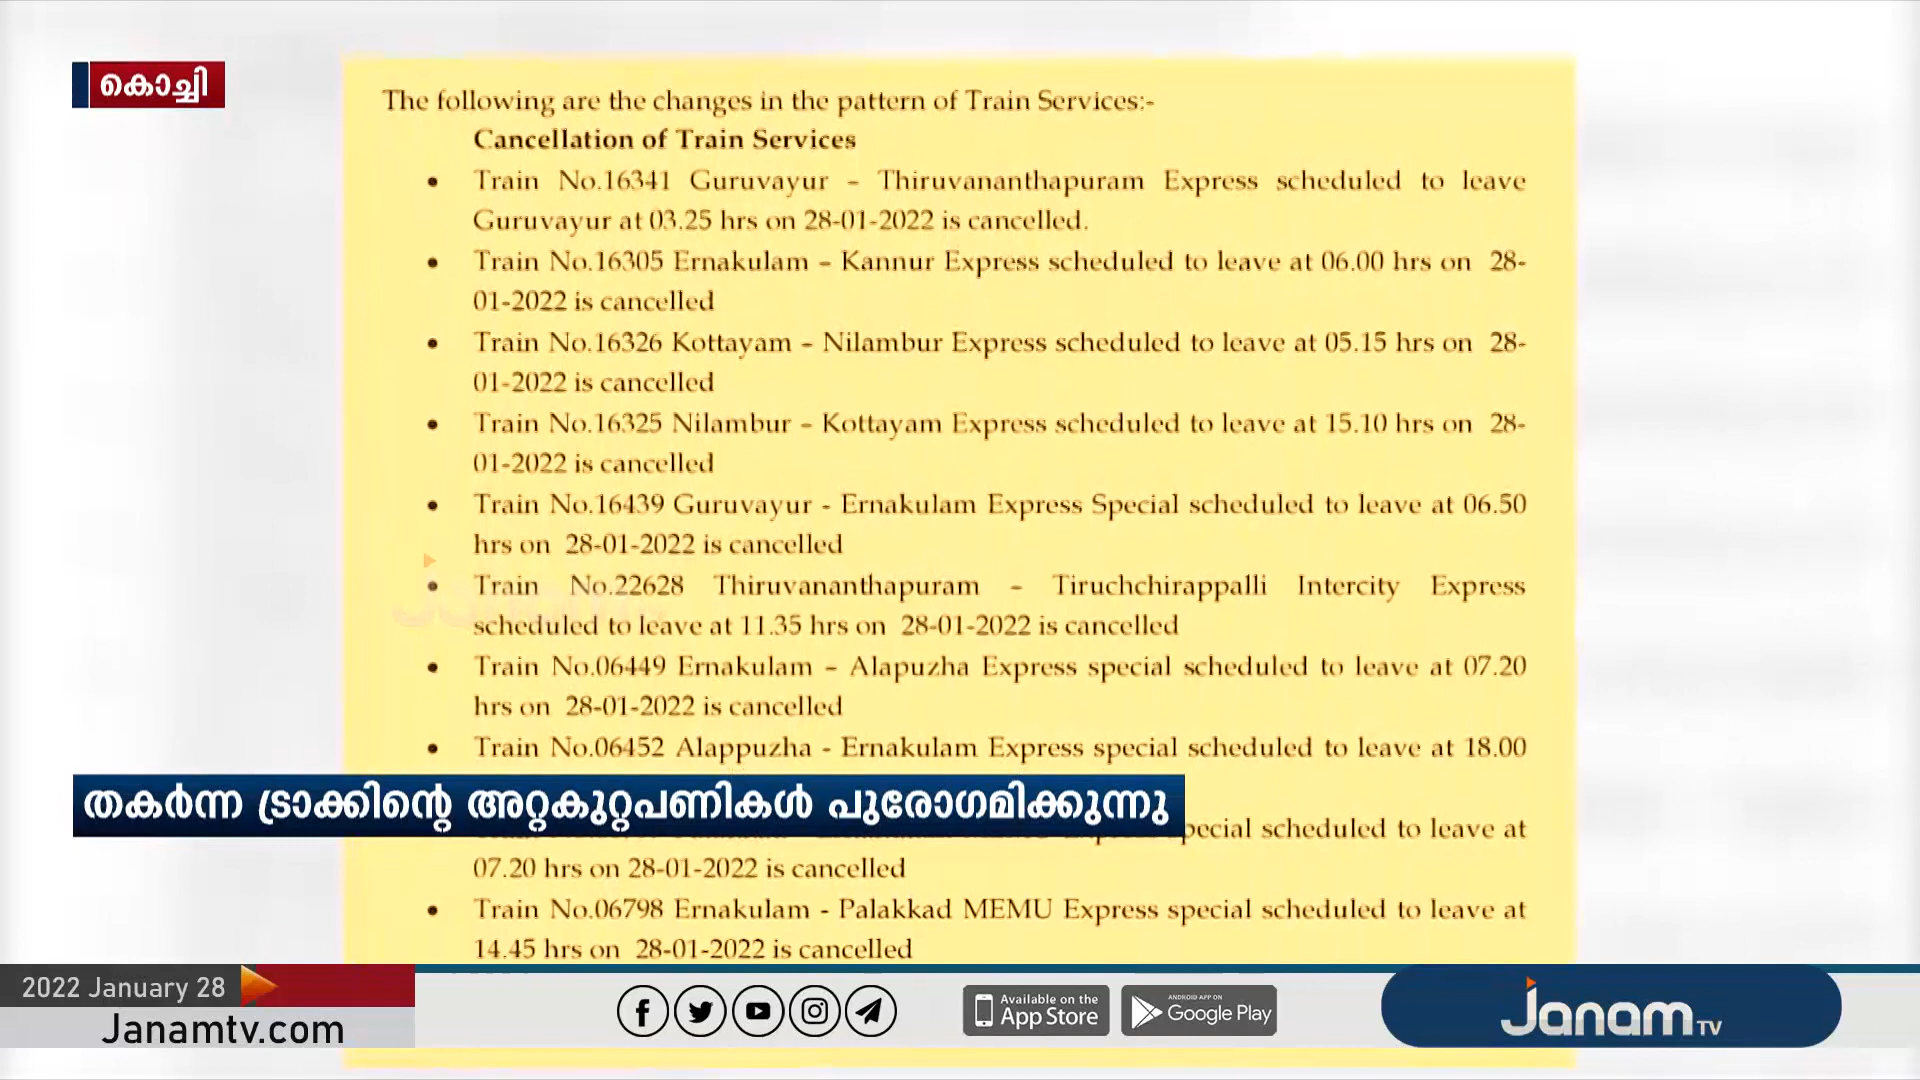 കൊച്ചി
The following are the changes in the pattern of Train Services:-
Cancellation of Train Services
• Train No.16341 Guruvayur – Thiruvananthapuram Express scheduled to leave
Guruvayur at 03.25 hrs on 28-01-2022 is cancelled.
• Train No.16305 Ernakulam – Kannur Express scheduled to leave at 06.00 hrs on 28-
01-2022 is cancelled
• Train No.16326 Kottayam – Nilambur Express scheduled to leave at 05.15 hrs on 28-
01-2022 is cancelled
• Train No.16325 Nilambur – Kottayam Express scheduled to leave at 15.10 hrs on 28-
01-2022 is cancelled
• Train No.16439 Guruvayur - Ernakulam Express Special scheduled to leave at 06.50
hrs on 28-01-2022 is cancelled
• Train No.22628 Thiruvananthapuram – Tiruchchirappalli Intercity Express
scheduled to leave at 11.35 hrs on 28-01-2022 is cancelled
• Train No.06449 Ernakulam – Alapuzha Express special scheduled to leave at 07.20
hrs on 28-01-2022 is cancelled
• Train No.06452 Alappuzha - Ernakulam Express special scheduled to leave at 18.00
തകർന്ന ട്രാക്കിന്റെ അറ്റകുറ്റപണികൾ പുരോഗമിക്കുന്നു
special scheduled to leave at
07.20 hrs on 28-01-2022 is cancelled
• Train No.06798 Ernakulam - Palakkad MEMU Express special scheduled to leave at
14.45 hrs on 28-01-2022 is cancelled
2022 January 28
Janamtv.com
Available on the
App Store
ANDROID APP ON
Google Play
Janam TV